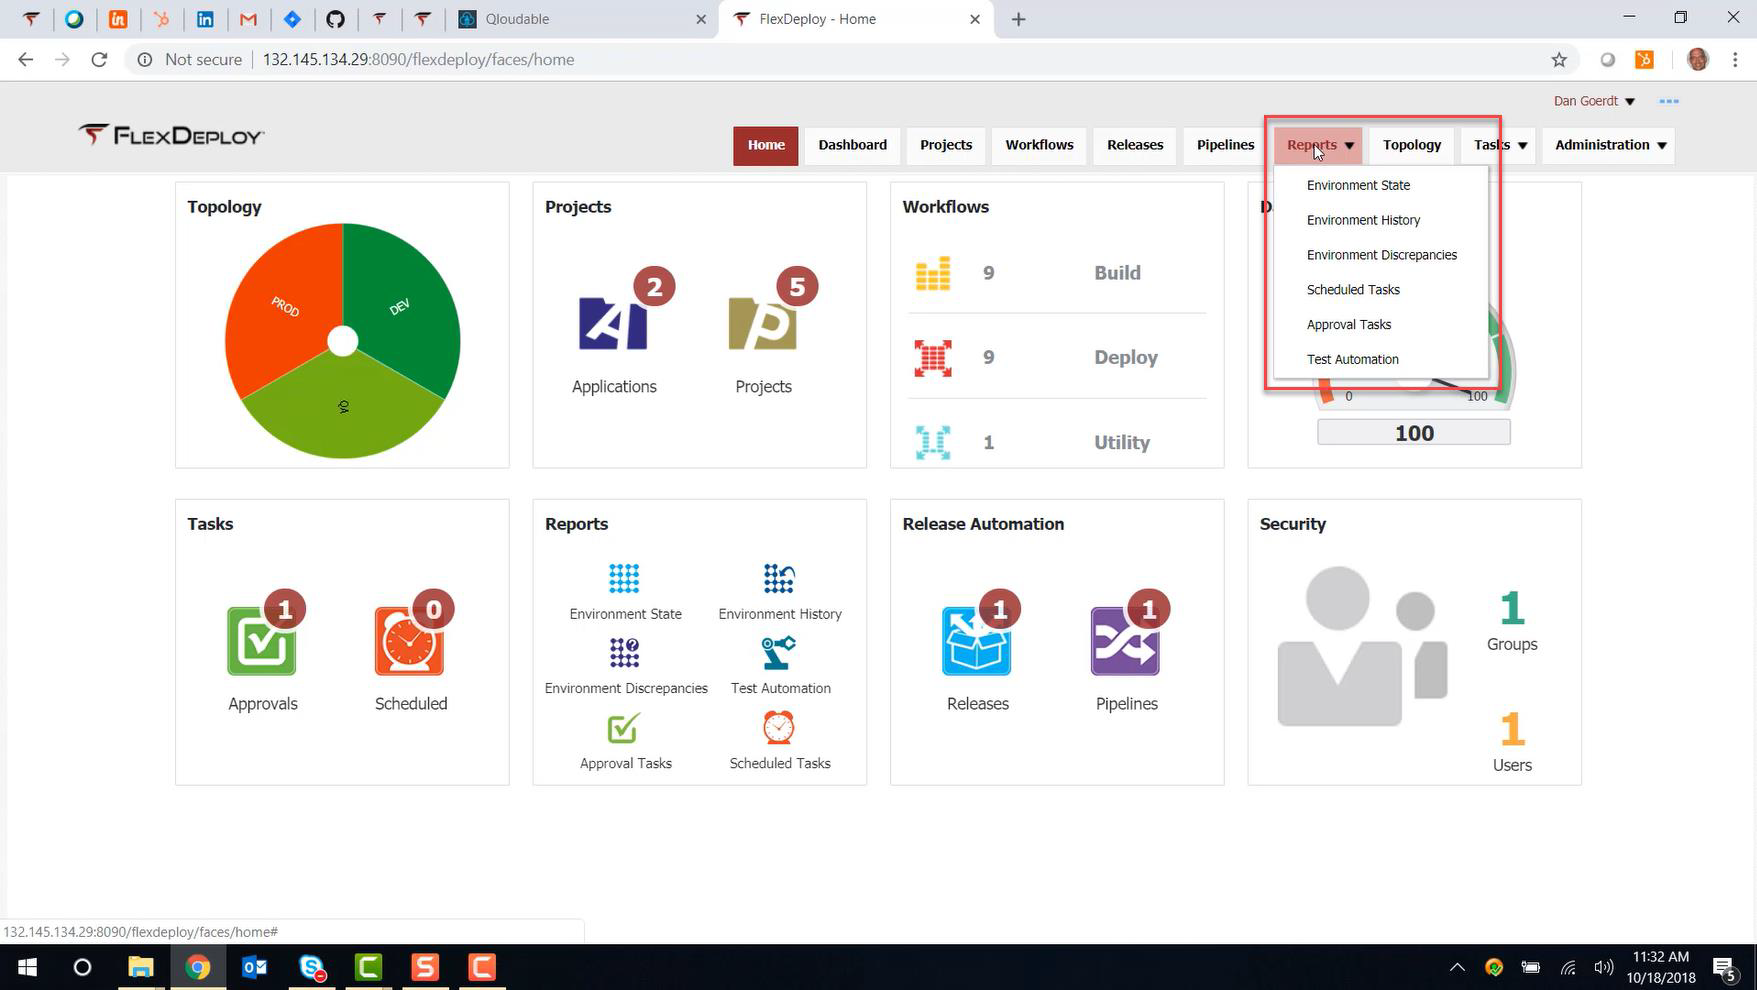 Qloudable
FlexDeploy - Home
Not secure
132.145.134.29:8090/flexdeploy/faces/home
Dan Goerdt
FLEXDEPLOY
Home
Dashboard
Projects
Workflows
Releases
Pipelines
Reports
Topology
Tasks
Administration
Environment State
Environment History
Environment Discrepancies
Scheduled Tasks
Approval Tasks
Test Automation
Topology
PROD
DEV
QA
Projects
2
Applications
5
Projects
Workflows
9 Build
9 Deploy
1 Utility
D
0
100
100
Tasks
1
Approvals
0
Scheduled
Reports
Environment State
Environment History
Environment Discrepancies
Test Automation
Approval Tasks
Scheduled Tasks
Release Automation
1
Releases
1
Pipelines
Security
1
Groups
1
Users
132.145.134.29:8090/flexdeploy/faces/home#
11:32 AM
10/18/2018
5